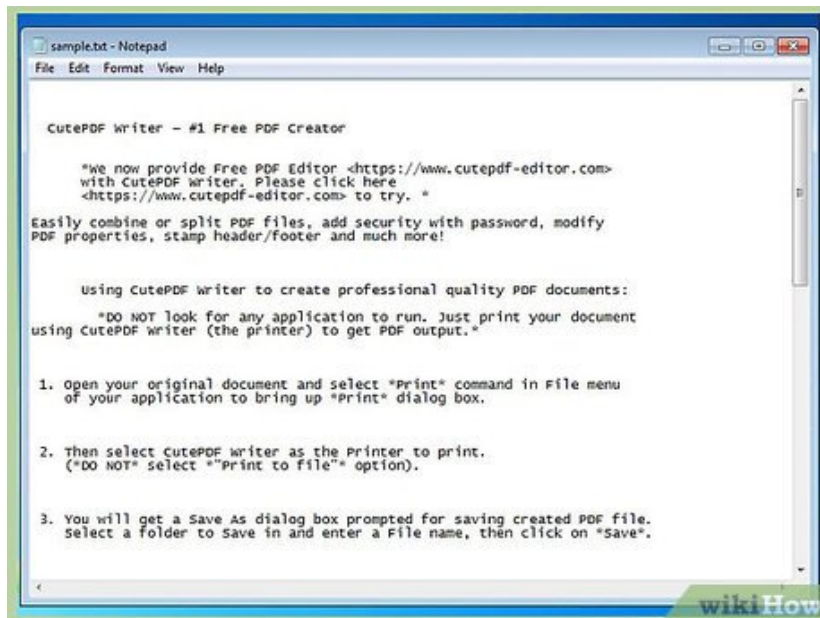 sample.txt - Notepad
File Edit Format View Help
CutePDF Writer – #1 Free PDF Creator
*We now provide Free PDF Editor <https://www.cutepdf-editor.com>
with CutePDF Writer. Please click here
<https://www.cutepdf-editor.com> to try. *
Easily combine or split PDF files, add security with password, modify
PDF properties, stamp header/footer and much more!
Using CutePDF Writer to create professional quality PDF documents:
*DO NOT look for any application to run. Just print your document
using CutePDF Writer (the printer) to get PDF output.*
1. Open your original document and select *Print* command in File menu
of your application to bring up *Print* dialog box.
2. Then select CutePDF Writer as the Printer to print.
(*DO NOT* select *"Print to file"* option).
3. You will get a Save As dialog box prompted for saving created PDF file.
Select a folder to Save in and enter a File name, then click on *Save*.
wikiHow